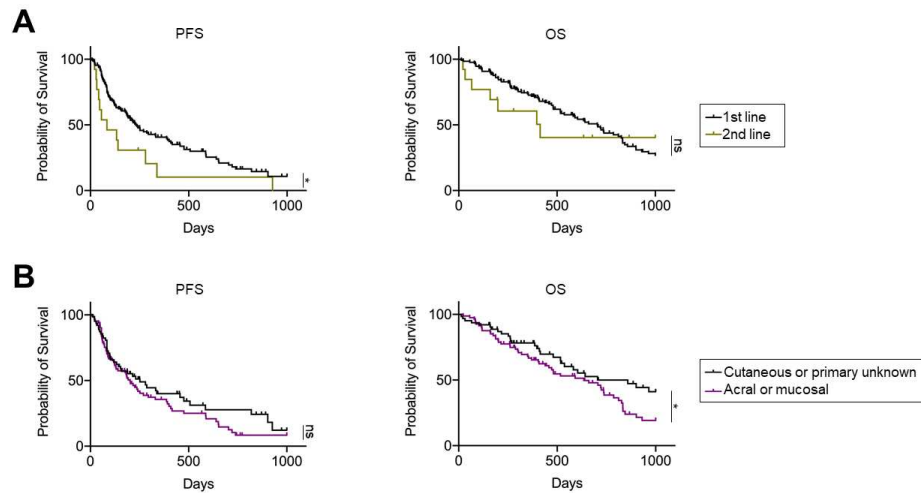 A
PFS
OS
Probability of Survival
100
50
0
0
500
1000
Days
*
Probability of Survival
100
50
0
0
500
1000
Days
ns
1st line
2nd line
B
PFS
OS
Probability of Survival
100
50
0
0
500
1000
Days
ns
Probability of Survival
100
50
0
0
500
1000
Days
*
Cutaneous or primary unknown
Acral or mucosal